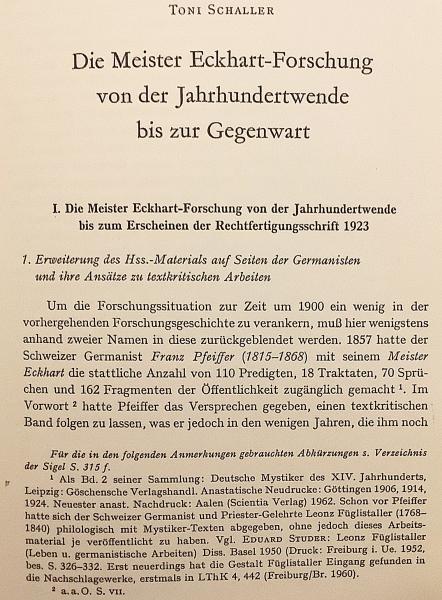 TONI SCHALLER
Die Meister Eckhart-Forschung
von der Jahrhundertwende
bis zur Gegenwart
I. Die Meister Eckhart-Forschung von der Jahrhundertwende
bis zum Erscheinen der Rechtfertigungsschrift 1923
1. Erweiterung des Hss.-Materials auf Seiten der Germanisten
und ihre Ansätze zu textkritischen Arbeiten
Um die Forschungssituation zur Zeit um 1900 ein wenig in der
vorhergehenden Forschungsgeschichte zu verankern, muß hier wenigstens
anhand zweier Namen in diese zurückgeblendet werden. 1857 hatte der
Schweizer Germanist Franz Pfeiffer (1815–1868) mit seinem Meister
Eckhart die stattliche Anzahl von 110 Predigten, 18 Traktaten, 70 Sprü-
chen und 162 Fragmenten der Öffentlichkeit zugänglich gemacht ¹. Im
Vorwort ² hatte Pfeiffer das Versprechen gegeben, einen textkritischen
Band folgen zu lassen, was er jedoch in den wenigen Jahren, die ihm noch
Für die in den folgenden Anmerkungen gebrauchten Abkürzungen s. Verzeichnis
der Sigel S. 315 f.
¹ Als Bd. 2 seiner Sammlung: Deutsche Mystiker des XIV. Jahrhunderts,
Leipzig: Göschensche Verlagshandl. Anastatische Neudrucke: Göttingen 1906, 1914,
1924. Neuester anast. Nachdruck: Aalen (Scientia Verlag) 1962. Schon vor Pfeiffer
hatte sich der Schweizer Germanist und Priester-Gelehrte Leonz Füglistaller (1768–
1840) philologisch mit Mystiker-Texten abgegeben, ohne jedoch dieses Arbeits-
material je veröffentlicht zu haben. Vgl. EDUARD STUDER: Leonz Füglistaller
(Leben u. germanistische Arbeiten) Diss. Basel 1950 (Druck: Freiburg i. Ue. 1952,
bes. S. 326–332. Erst neuerdings hat die Gestalt Füglistaller Eingang gefunden in
die Nachschlagewerke, erstmals in LThK 4, 442 (Freiburg/Br. 1960).
² a. a. O. S. VII.